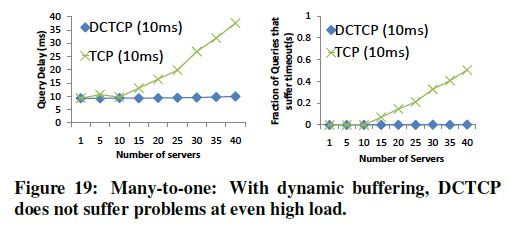 Query Delay (ms)
40
35
30
25
20
15
10
5
0
DCTCP (10ms)
TCP (10ms)
1 5 10 15 20 25 30 35 40
Number of servers
Fraction of Queries that
suffer timeout(s)
1
0.8
0.6
0.4
0.2
0
DCTCP (10ms)
TCP (10ms)
1 5 10 15 20 25 30 35 40
Number of Servers
Figure 19: Many-to-one: With dynamic buffering, DCTCP
does not suffer problems at even high load.